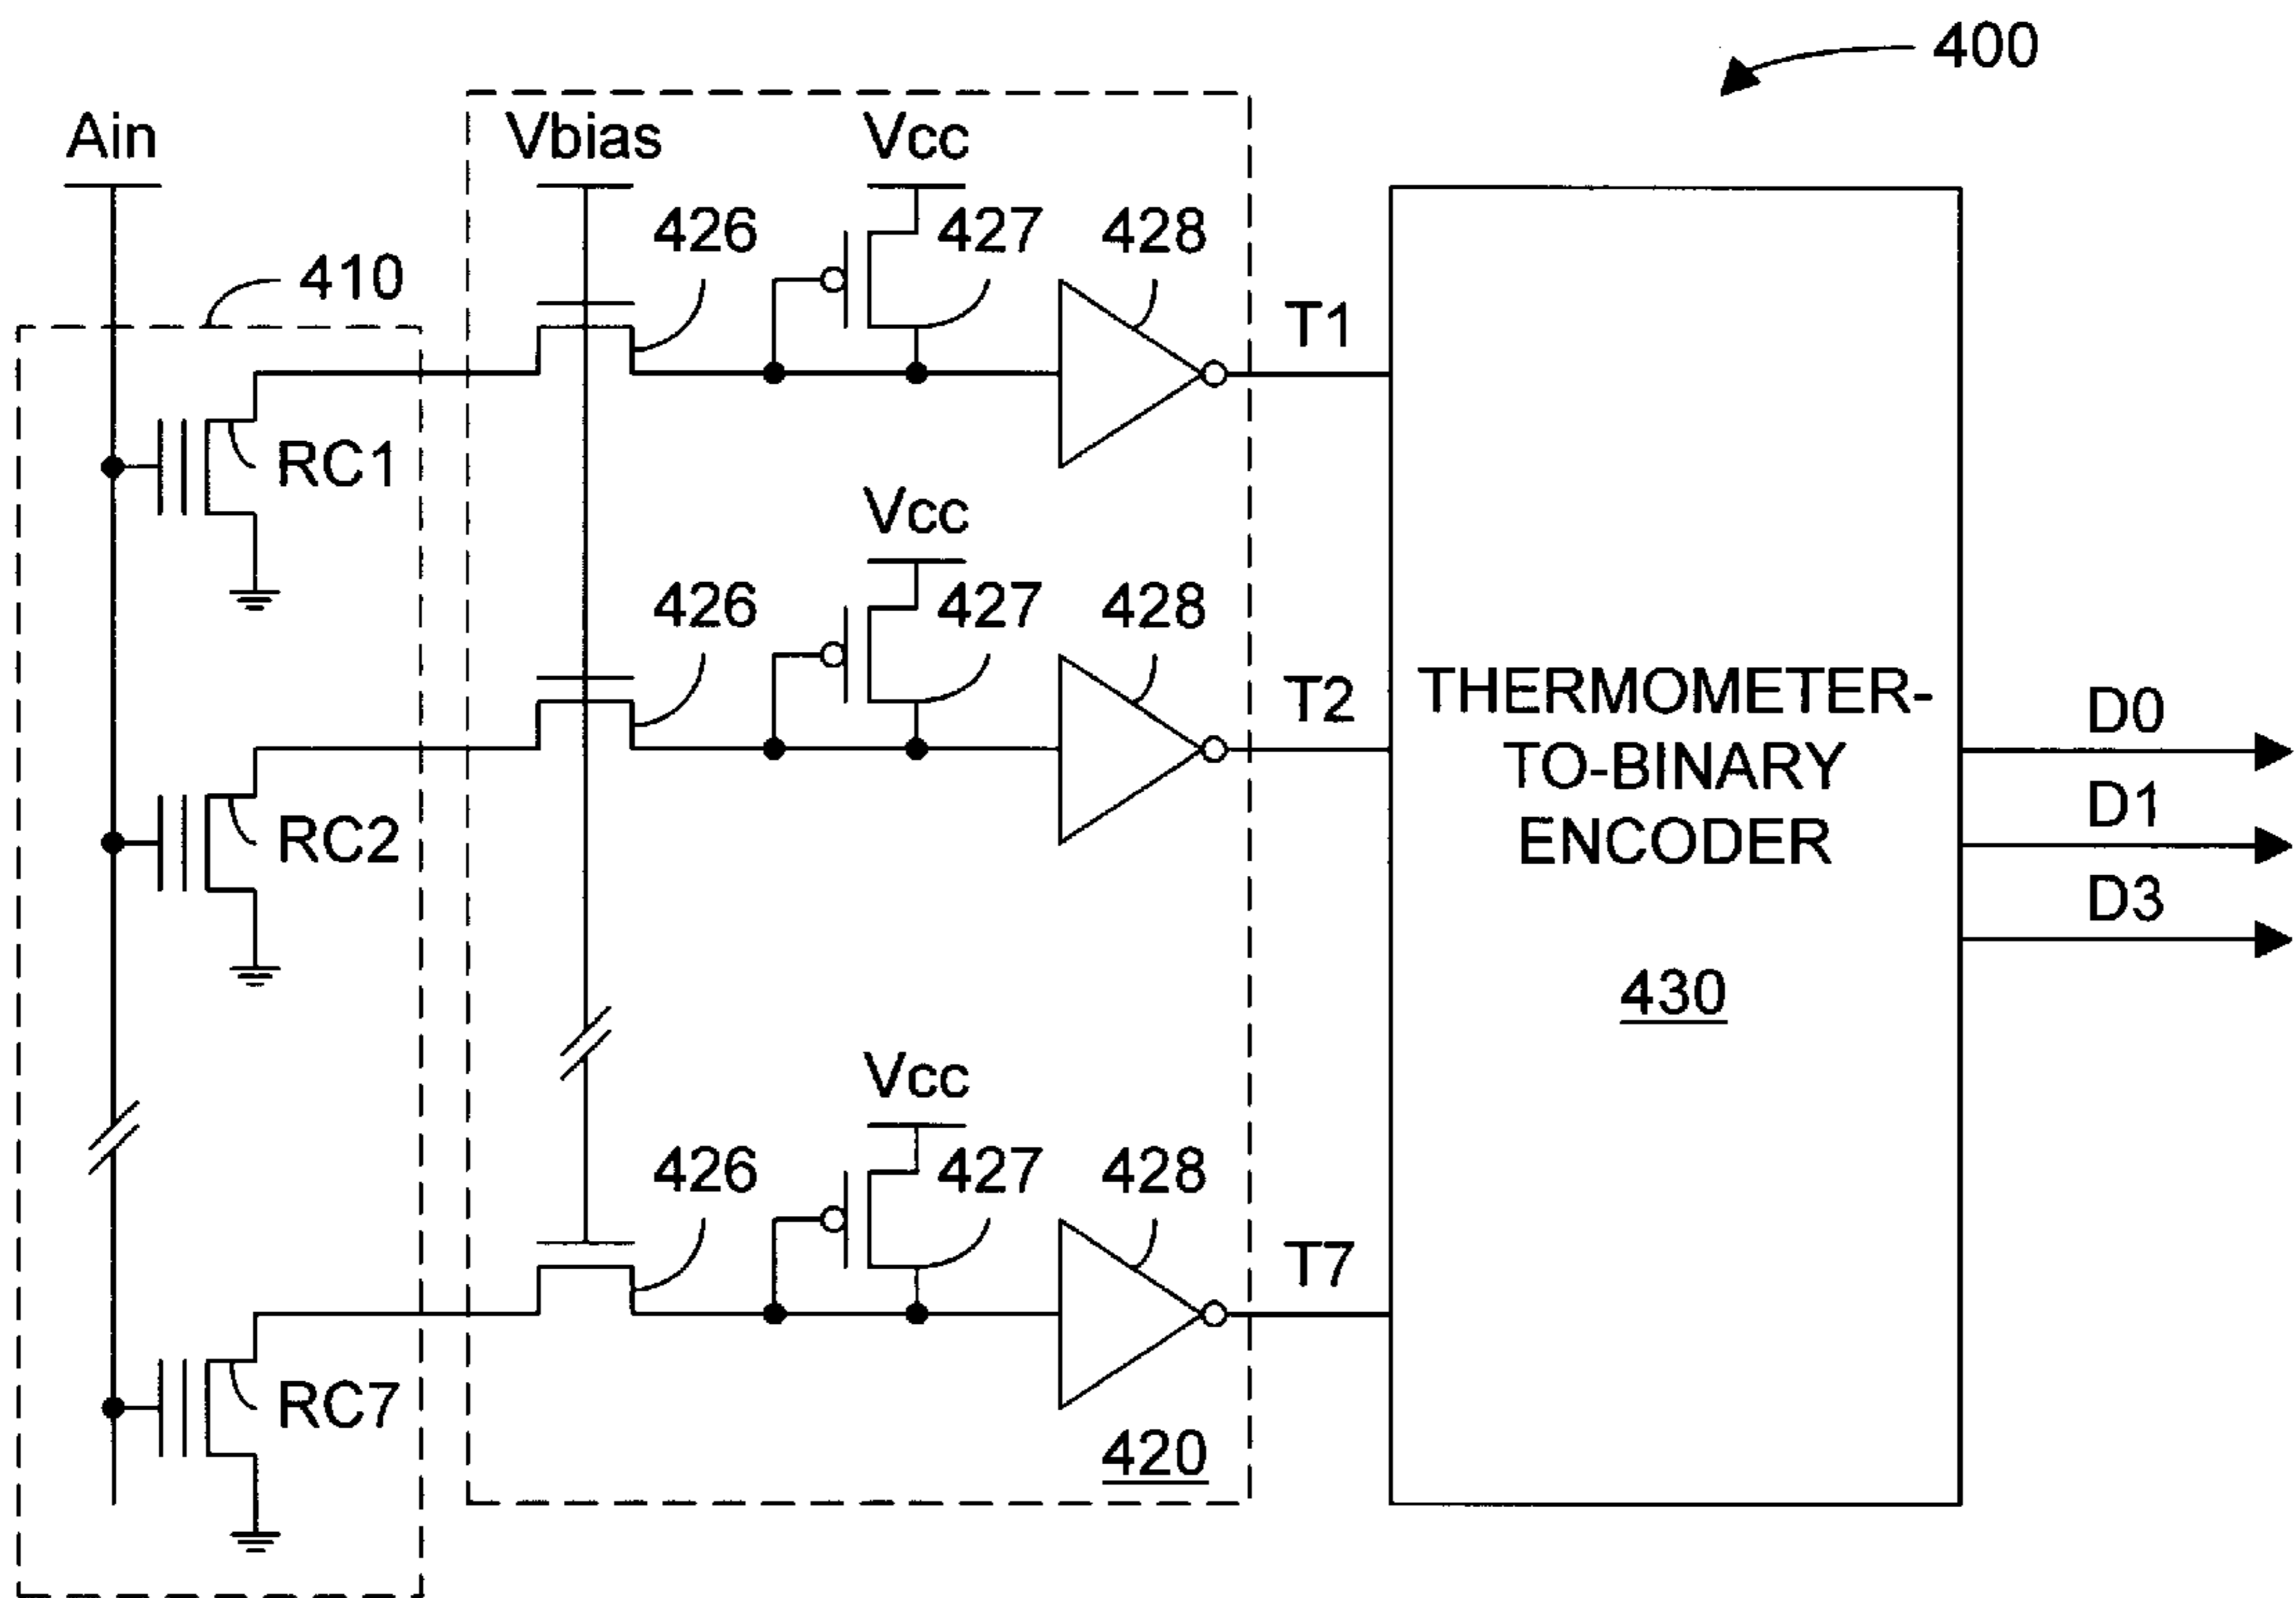 400
Ain
Vbias
Vcc
426
427
428
410
T1
RC1
Vcc
426
427
428
T2
RC2
THERMOMETER-
TO-BINARY
ENCODER
430
D0
D1
D3
Vcc
426
427
428
T7
RC7
420